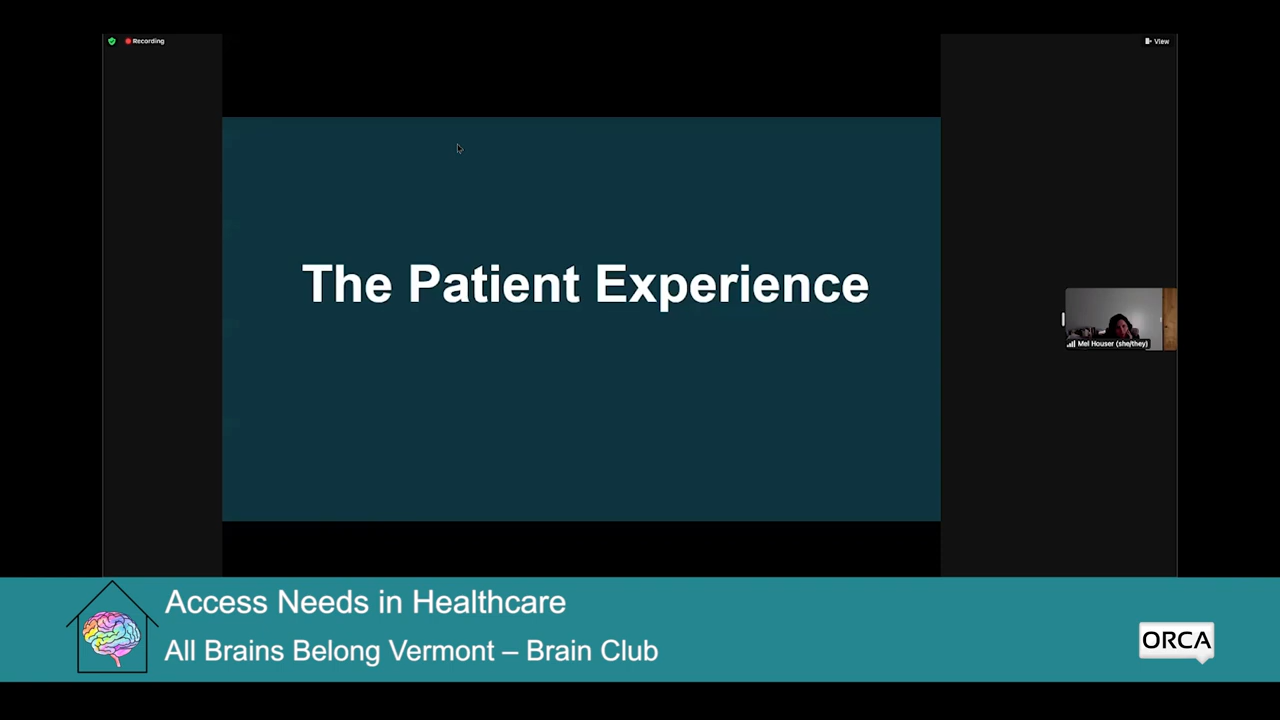 Recording
View
The Patient Experience
Mel Houser (she/they)
Access Needs in Healthcare
All Brains Belong Vermont – Brain Club
ORCA